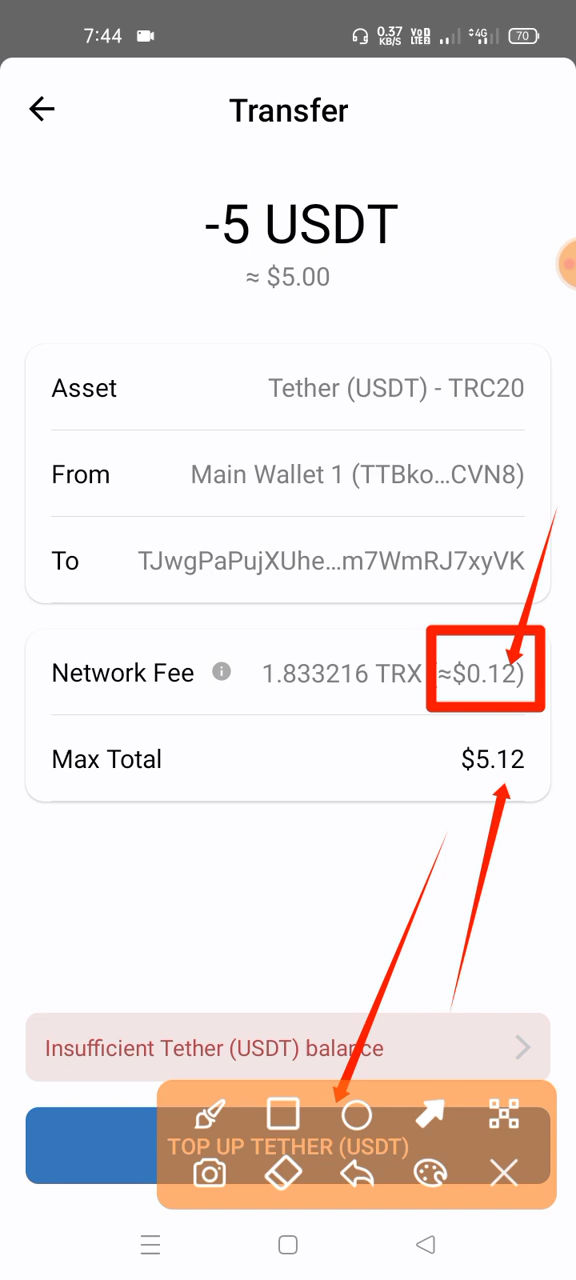 7:44 0.37 KB/S VoD LTE2 4G 70
Transfer
-5 USDT
≈ $5.00
Asset Tether (USDT) - TRC20
From Main Wallet 1 (TTBko...CVN8)
To TJwgPaPujXUhe...m7WmRJ7xyVK
Network Fee 1.833216 TRX (≈$0.12)
Max Total $5.12
Insufficient Tether (USDT) balance
TOP UP TETHER (USDT)